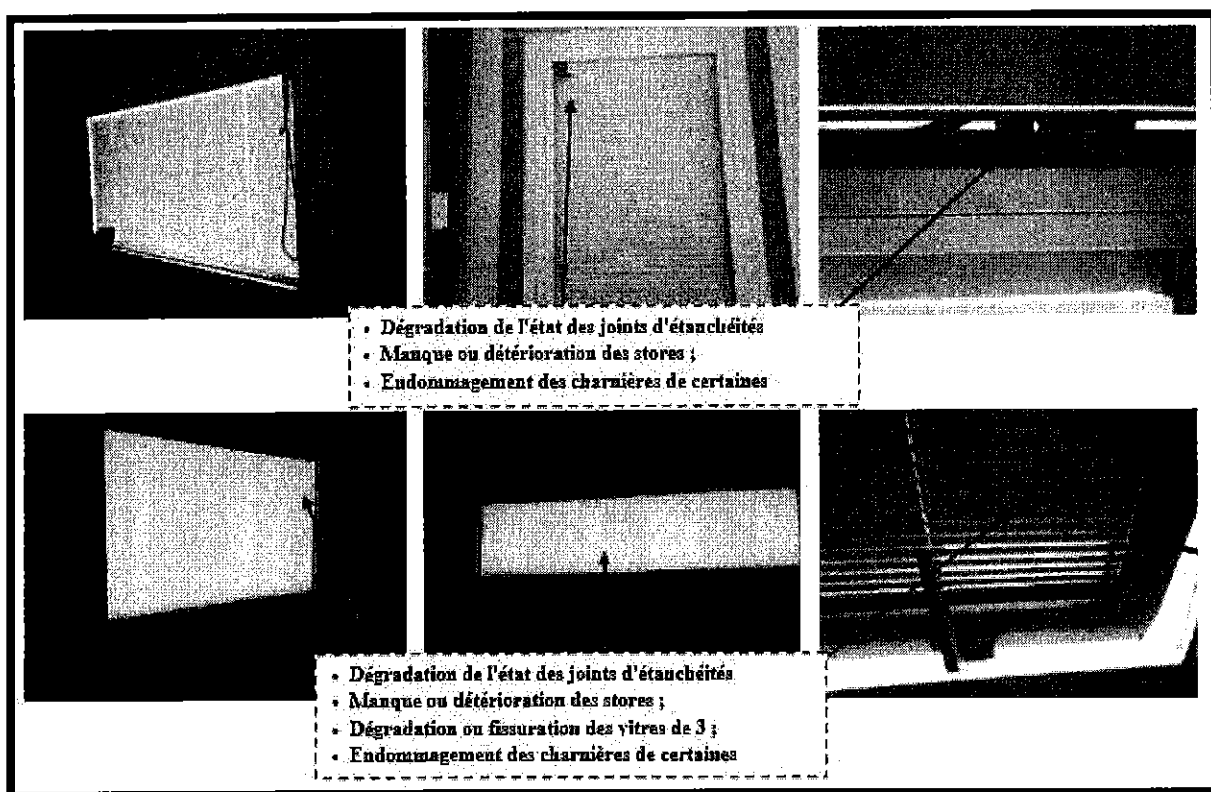 • Dégradation de l'état des joints d'étanchéités
• Manque ou détérioration des stores ;
• Endommagement des charnières de certaines
• Dégradation de l'état des joints d'étanchéités
• Manque ou détérioration des stores ;
• Dégradation ou fissuration des vitres de 3 ;
• Endommagement des charnières de certaines